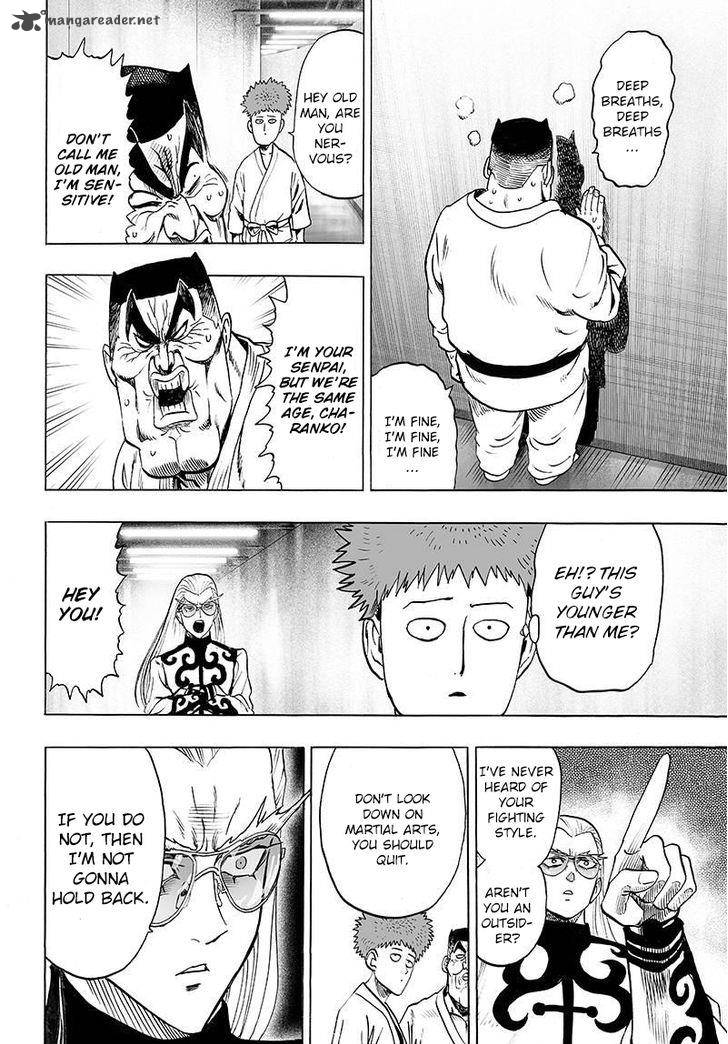 mangareader.net
DEEP
BREATHS,
DEEP
BREATHS
...
I'M FINE,
I'M FINE,
I'M FINE
...
HEY OLD
MAN, ARE
YOU
NER-
VOUS?
DON'T
CALL ME
OLD MAN,
I'M SEN-
SITIVE!
I'M YOUR
SENPAI,
BUT WE'RE
THE SAME
AGE, CHA-
RANKO!
EH!? THIS
GUY'S
YOUNGER
THAN ME?
HEY
YOU!
I'VE NEVER
HEARD OF
YOUR
FIGHTING
STYLE.
AREN'T
YOU AN
OUTSID-
ER?
DON'T LOOK
DOWN ON
MARTIAL ARTS,
YOU SHOULD
QUIT.
IF YOU DO
NOT, THEN
I'M NOT
GONNA
HOLD BACK.